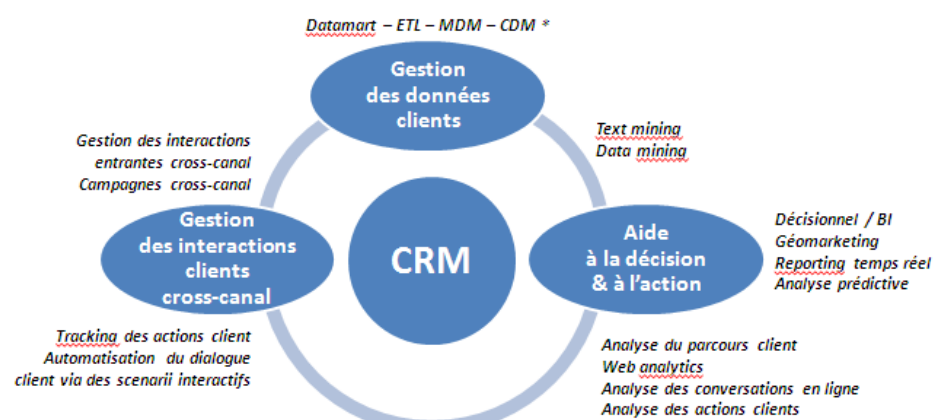 Datamart – ETL – MDM – CDM *
Gestion
des données
clients
Gestion des interactions
entrantes cross-canal
Campagnes cross-canal
Text mining
Data mining
Gestion
des interactions
clients
cross-canal
CRM
Aide
à la décision
& à l'action
Décisionnel / BI
Géomarketing
Reporting temps réel
Analyse prédictive
Tracking des actions client
Automatisation du dialogue
client via des scenarii interactifs
Analyse du parcours client
Web analytics
Analyse des conversations en ligne
Analyse des actions clients